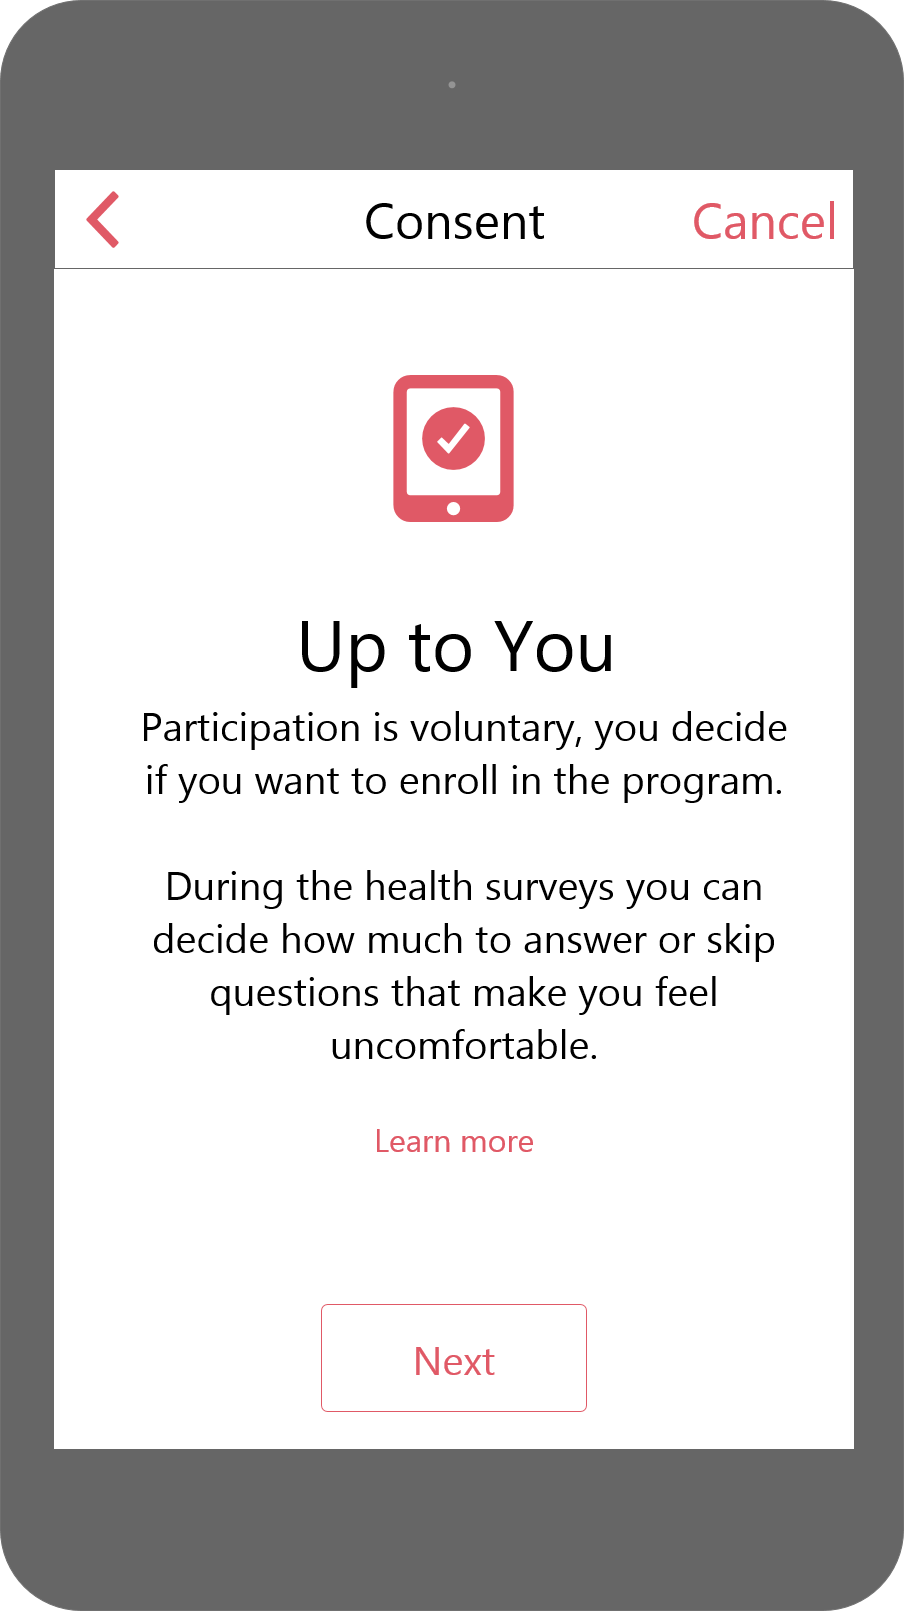 Consent
Cancel
Up to You
Participation is voluntary, you decide
if you want to enroll in the program.
During the health surveys you can
decide how much to answer or skip
questions that make you feel
uncomfortable.
Learn more
Next